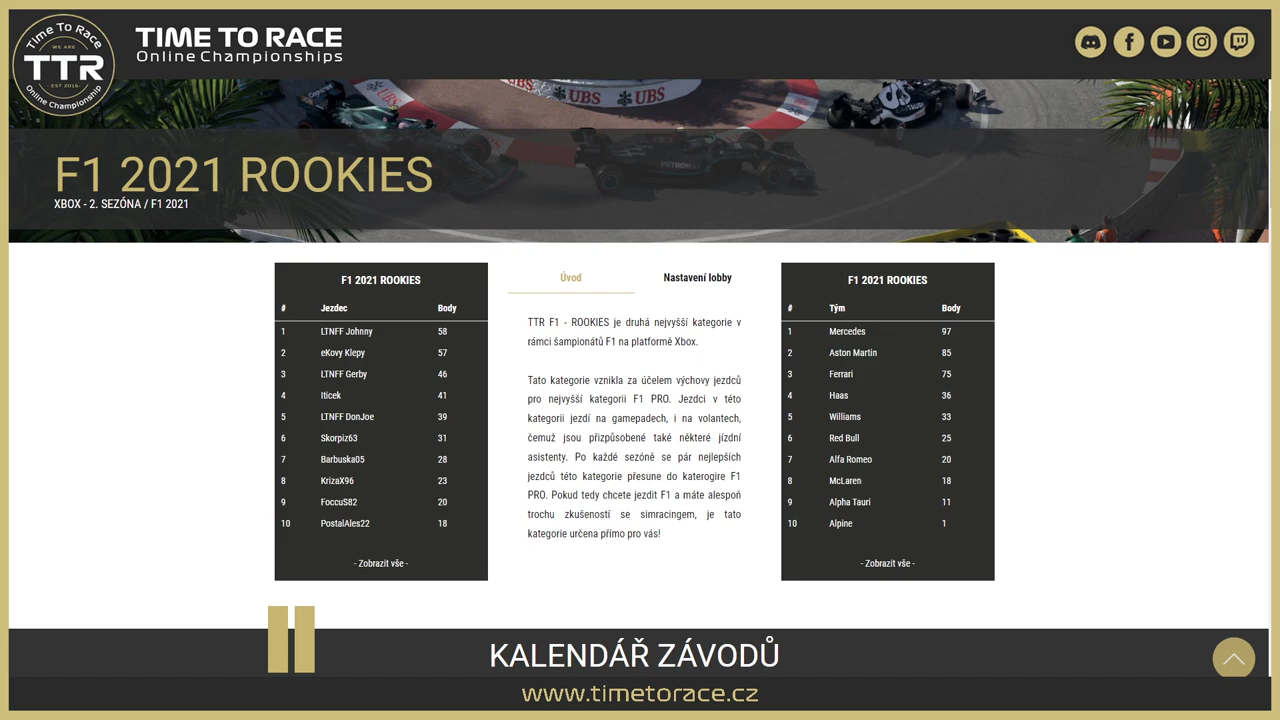 Time To Race
WE ARE
TTR
EST 2016
Online Championship
TIME TO RACE
Online Championships
UBS
UBS
PETRONAS
F1 2021 ROOKIES
XBOX - 2. SEZÓNA / F1 2021
F1 2021 ROOKIES
# Jezdec Body
1 LTNFF Johnny 58
2 eKovy Klepy 57
3 LTNFF Gerby 46
4 Iticek 41
5 LTNFF DonJoe 39
6 Skorpiz63 31
7 Barbuska05 28
8 KrizaX96 23
9 FoccuS82 20
10 PostalAles22 18
- Zobrazit vše -
Úvod
Nastavení lobby
TTR F1 - ROOKIES je druhá nejvyšší kategorie v
rámci šampionátů F1 na platformě Xbox.
Tato kategorie vznikla za účelem výchovy jezdců
pro nejvyšší kategorii F1 PRO. Jezdci v této
kategorii jezdí na gamepadech, i na volantech,
čemuž jsou přizpůsobené také některé jízdní
asistenty. Po každé sezóně se pár nejlepších
jezdců této kategorie přesune do katerogire F1
PRO. Pokud tedy chcete jezdit F1 a máte alespoň
trochu zkušeností se simracingem, je tato
kategorie určena přímo pro vás!
F1 2021 ROOKIES
# Tým Body
1 Mercedes 97
2 Aston Martin 85
3 Ferrari 75
4 Haas 36
5 Williams 33
6 Red Bull 25
7 Alfa Romeo 20
8 McLaren 18
9 Alpha Tauri 11
10 Alpine 1
- Zobrazit vše -
KALENDÁŘ ZÁVODŮ
www.timetorace.cz